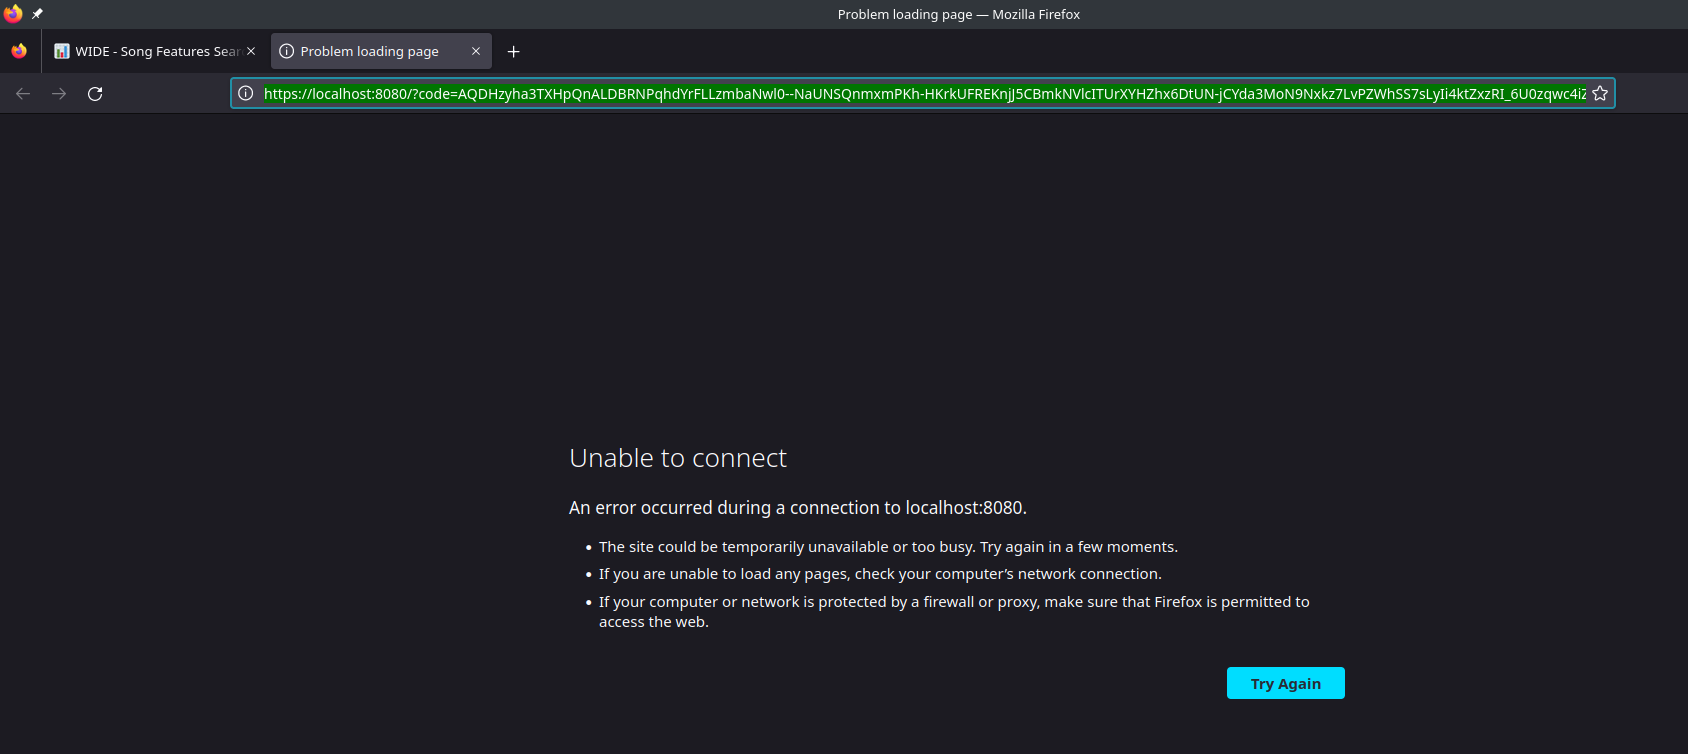 Problem loading page — Mozilla Firefox
WIDE - Song Features Sear
Problem loading page
https://localhost:8080/?code=AQDHzyha3TXHpQnALDBRNPqhdYrFLLzmbaNwl0--NaUNSQnmxmPKh-HKrkUFREKnjJ5CBmkNVlcITUrXYHZhx6DtUN-jCYda3MoN9Nxkz7LvPZWhSS7sLyIi4ktZxzRI_6U0zqwc4iZ
Unable to connect
An error occurred during a connection to localhost:8080.
• The site could be temporarily unavailable or too busy. Try again in a few moments.
• If you are unable to load any pages, check your computer’s network connection.
• If your computer or network is protected by a firewall or proxy, make sure that Firefox is permitted to
access the web.
Try Again